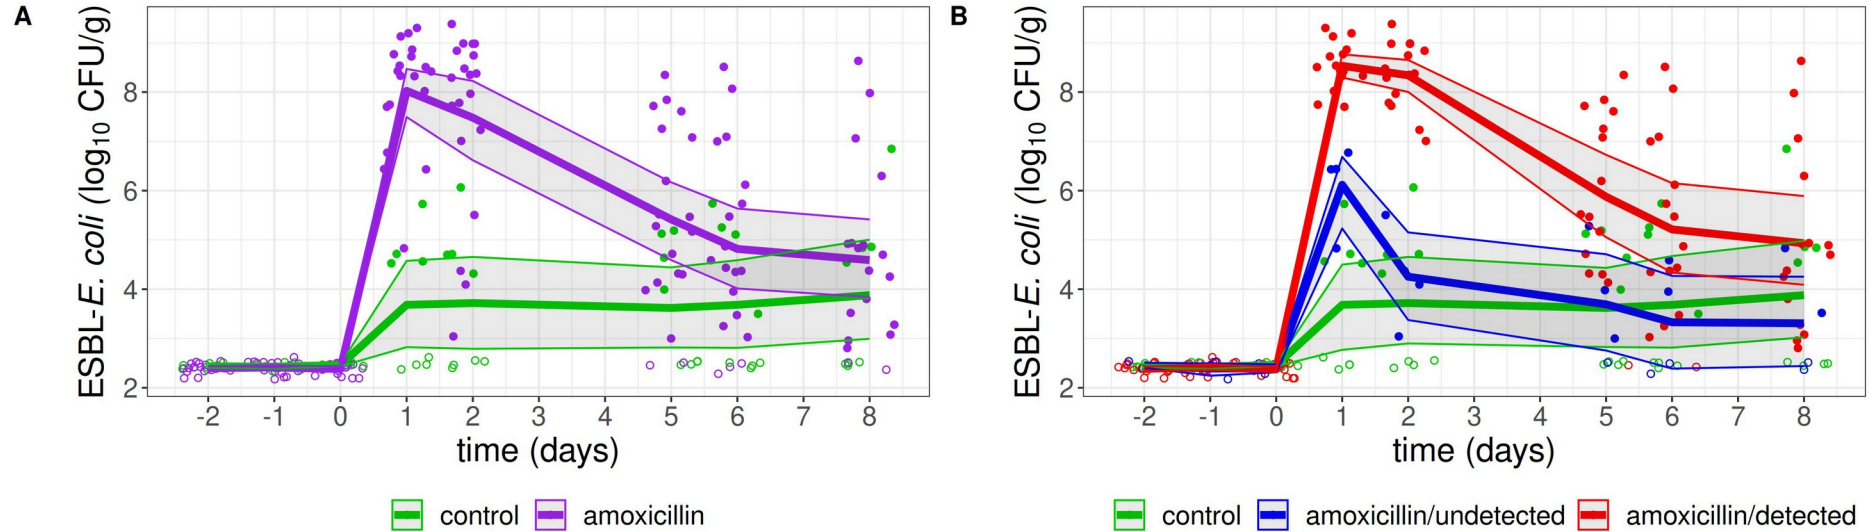 A
ESBL-E. coli (log10 CFU/g)
8
6
4
2
-2 -1 0 1 2 3 4 5 6 7 8
time (days)
control amoxicillin
B
ESBL-E. coli (log10 CFU/g)
8
6
4
2
-2 -1 0 1 2 3 4 5 6 7 8
time (days)
control amoxicillin/undetected amoxicillin/detected